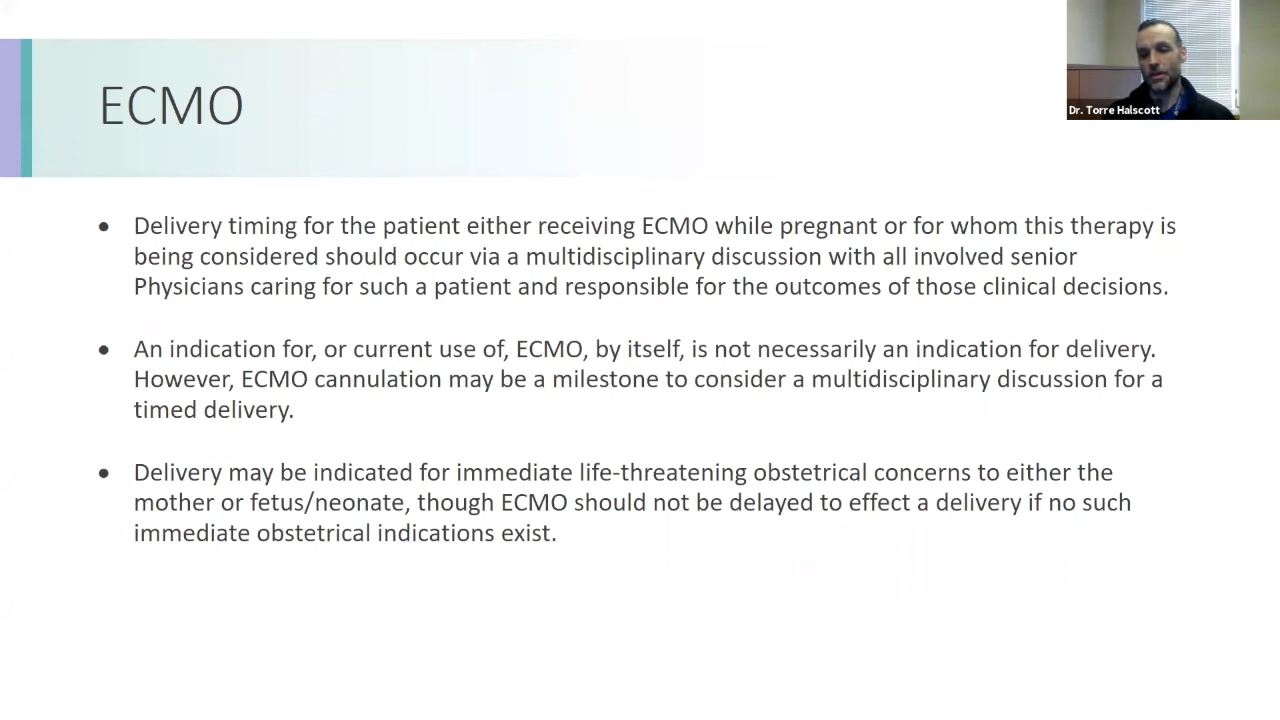 ECMO
Dr. Torre Halscott
• Delivery timing for the patient either receiving ECMO while pregnant or for whom this therapy is
being considered should occur via a multidisciplinary discussion with all involved senior
Physicians caring for such a patient and responsible for the outcomes of those clinical decisions.
• An indication for, or current use of, ECMO, by itself, is not necessarily an indication for delivery.
However, ECMO cannulation may be a milestone to consider a multidisciplinary discussion for a
timed delivery.
• Delivery may be indicated for immediate life-threatening obstetrical concerns to either the
mother or fetus/neonate, though ECMO should not be delayed to effect a delivery if no such
immediate obstetrical indications exist.